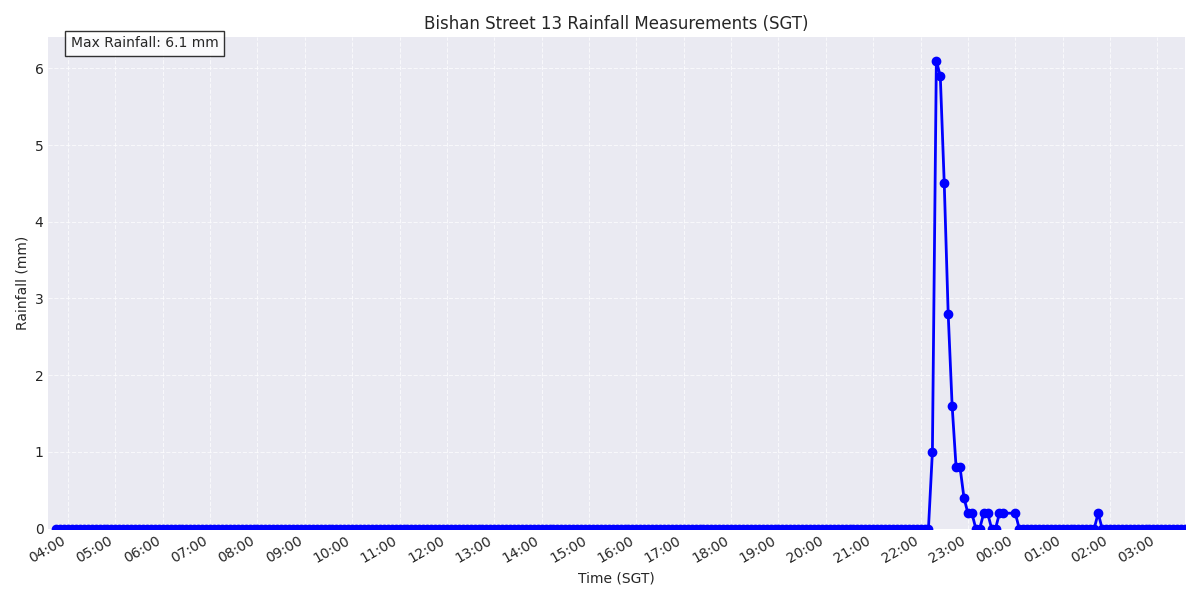 Bishan Street 13 Rainfall Measurements (SGT)
Max Rainfall: 6.1 mm
Rainfall (mm)
6
5
4
3
2
1
0
04:00 05:00 06:00 07:00 08:00 09:00 10:00 11:00 12:00 13:00 14:00 15:00 16:00 17:00 18:00 19:00 20:00 21:00 22:00 23:00 00:00 01:00 02:00 03:00
Time (SGT)